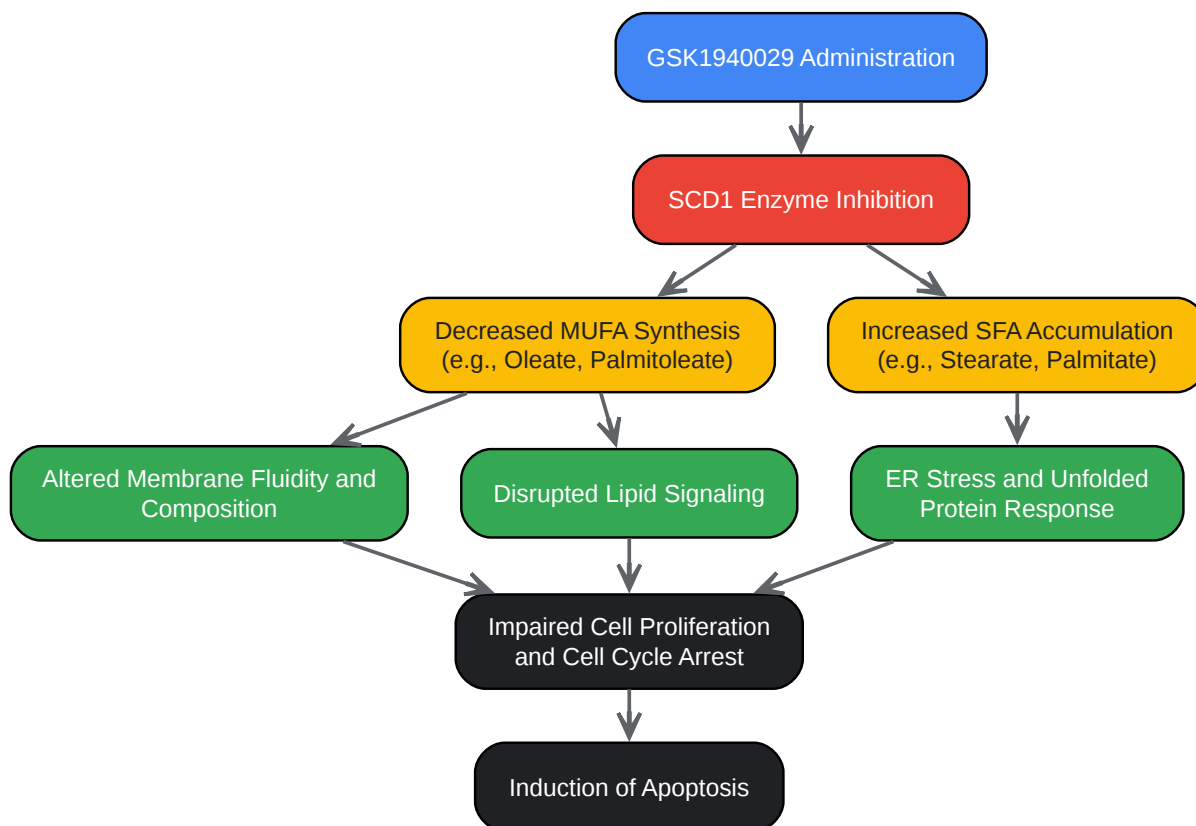 GSK1940029 Administration
SCD1 Enzyme Inhibition
Decreased MUFA Synthesis
(e.g., Oleate, Palmitoleate)
Increased SFA Accumulation
(e.g., Stearate, Palmitate)
Altered Membrane Fluidity and
Composition
Disrupted Lipid Signaling
ER Stress and Unfolded
Protein Response
Impaired Cell Proliferation
and Cell Cycle Arrest
Induction of Apoptosis